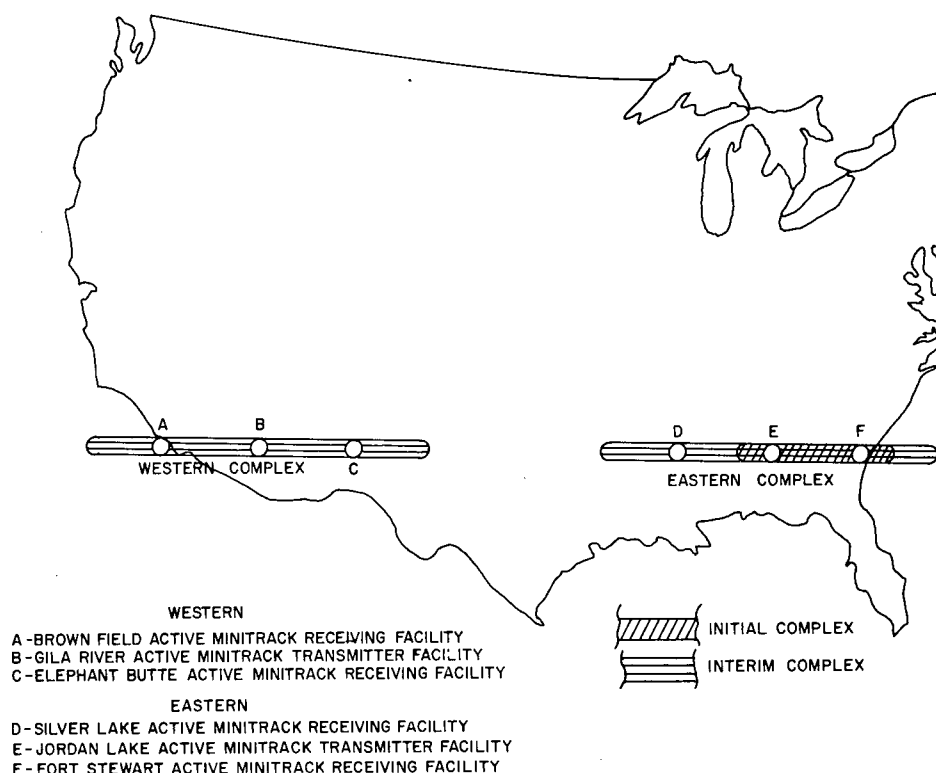 A
B
WESTERN COMPLEX
C
D
E
F
EASTERN COMPLEX
WESTERN
A-BROWN FIELD ACTIVE MINITRACK RECEIVING FACILITY
B-GILA RIVER ACTIVE MINITRACK TRANSMITTER FACILITY
C-ELEPHANT BUTTE ACTIVE MINITRACK RECEIVING FACILITY
EASTERN
D-SILVER LAKE ACTIVE MINITRACK RECEIVING FACILITY
E-JORDAN LAKE ACTIVE MINITRACK TRANSMITTER FACILITY
F-FORT STEWART ACTIVE MINITRACK RECEIVING FACILITY
INITIAL COMPLEX
INTERIM COMPLEX